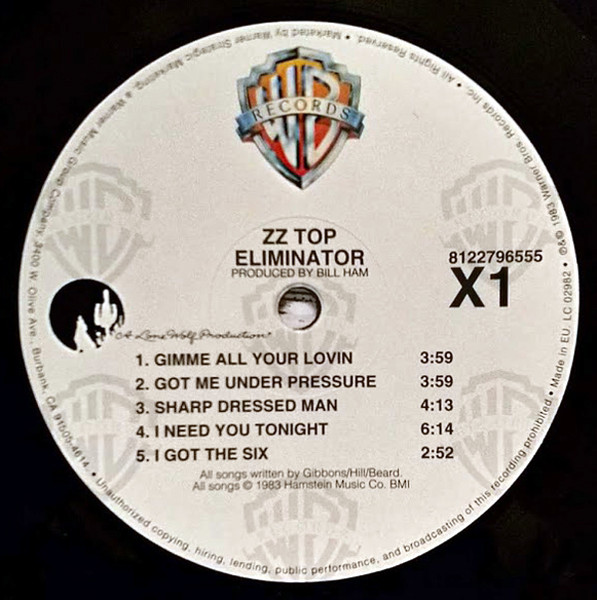 WB
RECORDS
ZZ TOP
ELIMINATOR
PRODUCED BY BILL HAM
8122796555
X1
A Lone Wolf Production
1. GIMME ALL YOUR LOVIN 3:59
2. GOT ME UNDER PRESSURE 3:59
3. SHARP DRESSED MAN 4:13
4. I NEED YOU TONIGHT 6:14
5. I GOT THE SIX 2:52
All songs written by Gibbons/Hill/Beard.
All songs © 1983 Hamstein Music Co. BMI
℗&© 1983 Warner Bros. Records Inc. • All Rights Reserved. • Marketed by Warner Strategic Marketing, a Warner Music Group Company, 3400 W. Olive Ave., Burbank, CA 91505-4614. • Unauthorized copying, hiring, lending, public performance, and broadcasting of this recording prohibited. • Made in EU. LC 02982 •